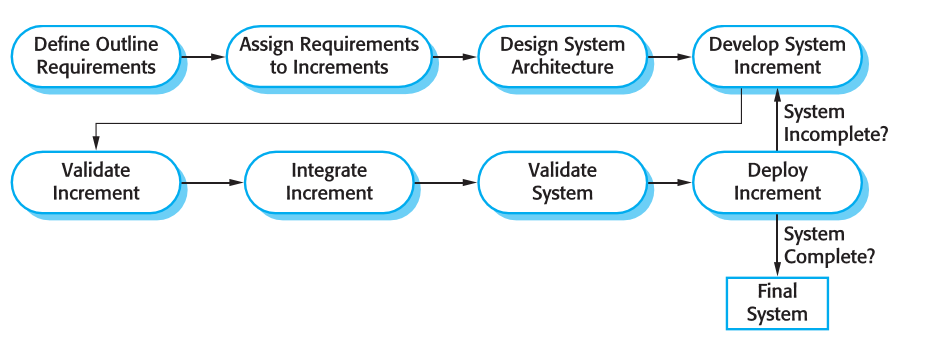 Define Outline
Requirements
Assign Requirements
to Increments
Design System
Architecture
Develop System
Increment
System
Incomplete?
Validate
Increment
Integrate
Increment
Validate
System
Deploy
Increment
System
Complete?
Final
System